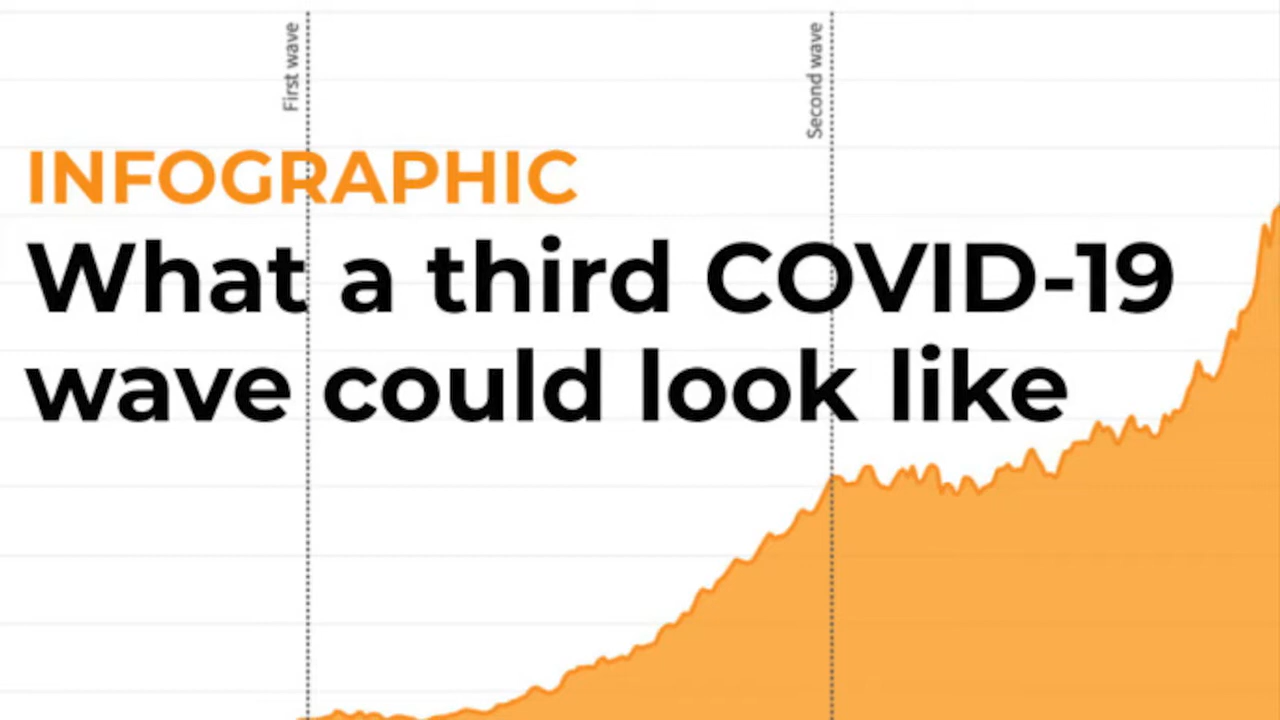 First wave
Second wave
INFOGRAPHIC
What a third COVID-19
wave could look like